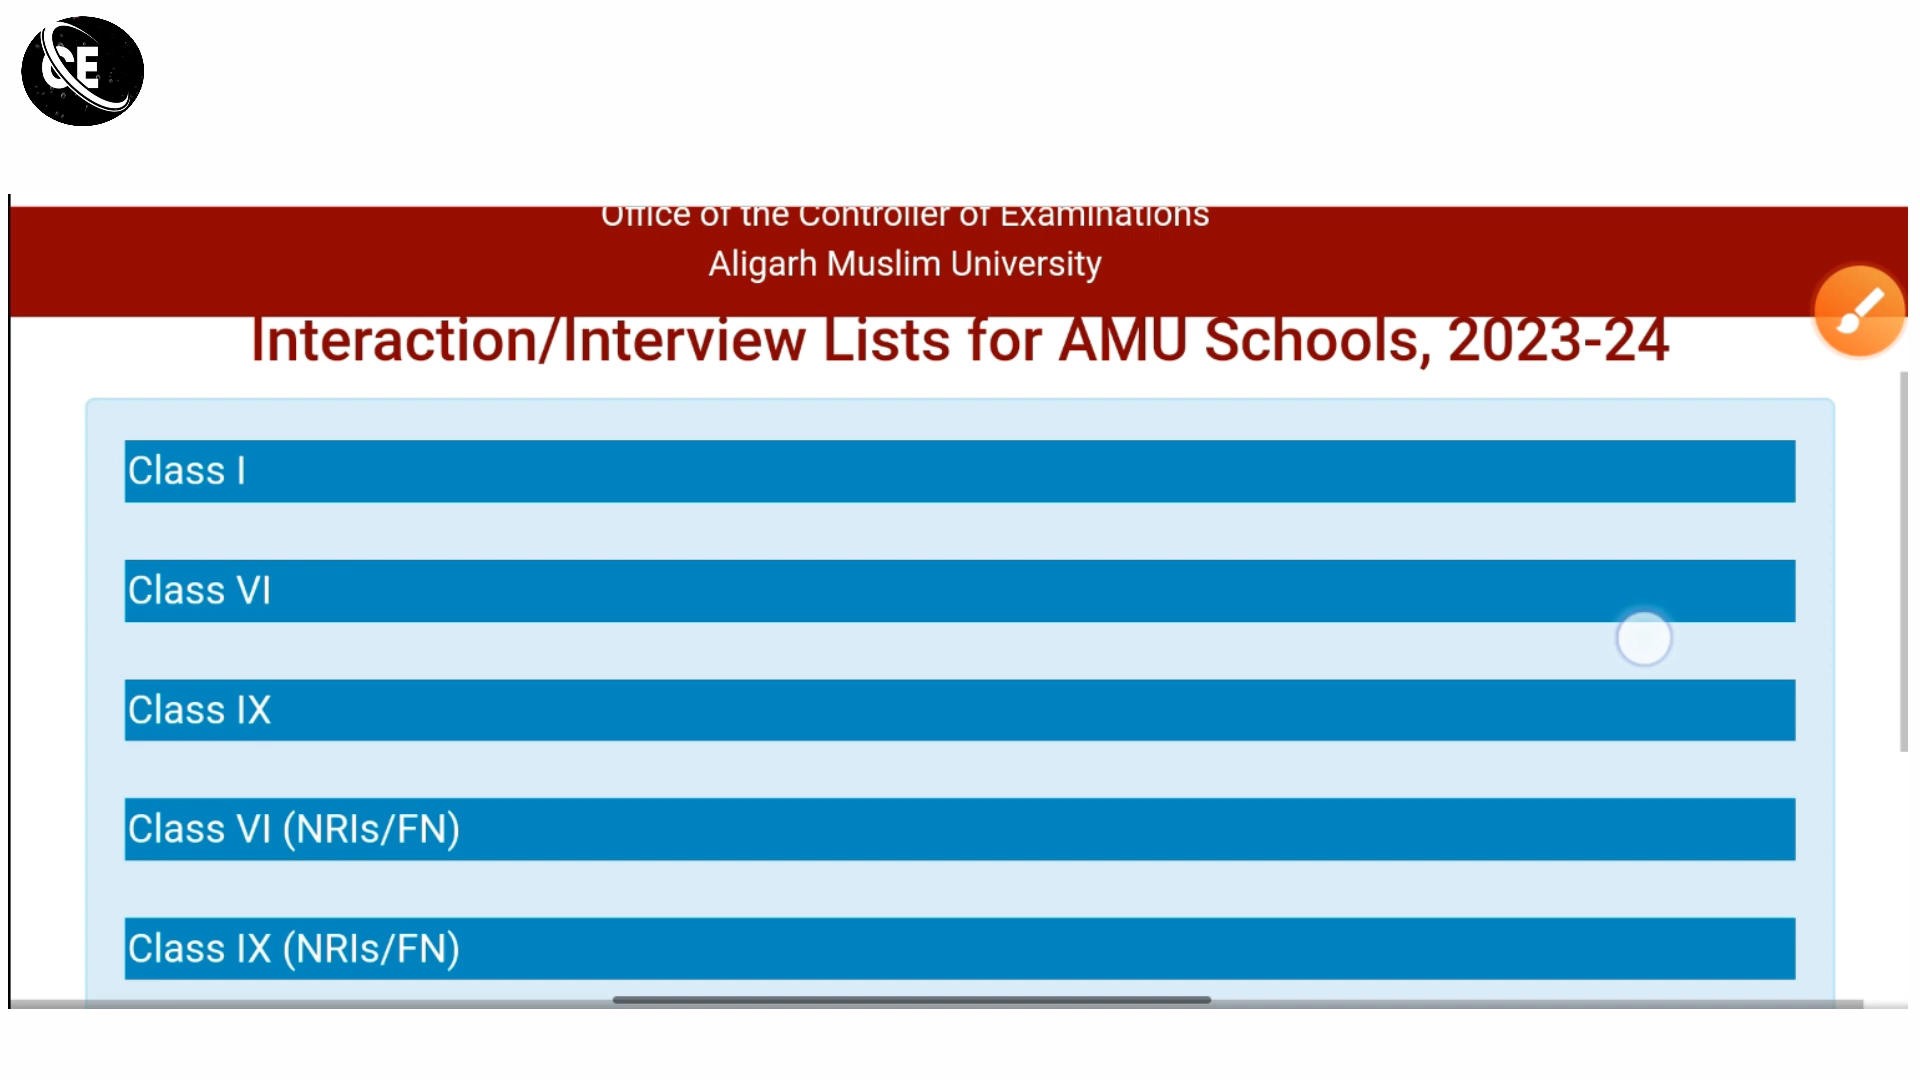 CE
Office of the Controller of Examinations
Aligarh Muslim University
Interaction/Interview Lists for AMU Schools, 2023-24
Class I
Class VI
Class IX
Class VI (NRIs/FN)
Class IX (NRIs/FN)